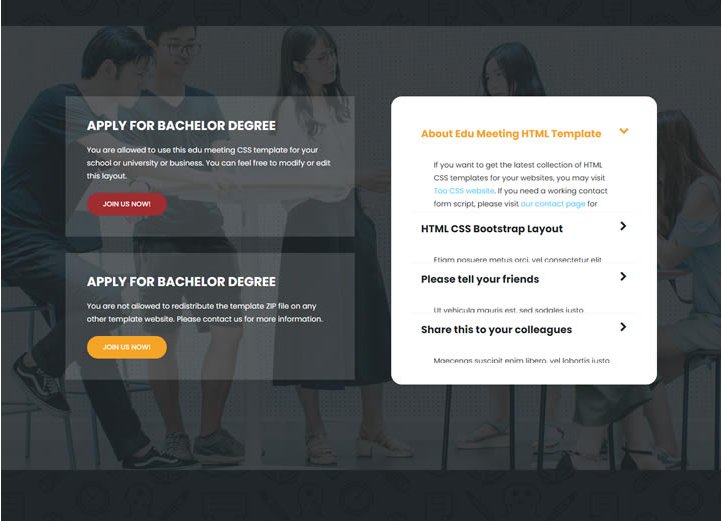 APPLY FOR BACHELOR DEGREE
You are allowed to use this edu meeting CSS template for your
school or university or business. You can feel free to modify or edit
this layout.
JOIN US NOW!
APPLY FOR BACHELOR DEGREE
You are not allowed to redistribute the template ZIP file on any
other template website. Please contact us for more information.
JOIN US NOW!
About Edu Meeting HTML Template
If you want to get the latest collection of HTML
CSS templates for your websites, you may visit
Too CSS website. If you need a working contact
form script, please visit our contact page for
HTML CSS Bootstrap Layout
Etiam posuere metus orci, vel consectetur elit
Please tell your friends
Ut vehicula mauris est, sed sodales justo
Share this to your colleagues
Maecenas suscipit enim libero, vel lobortis justo